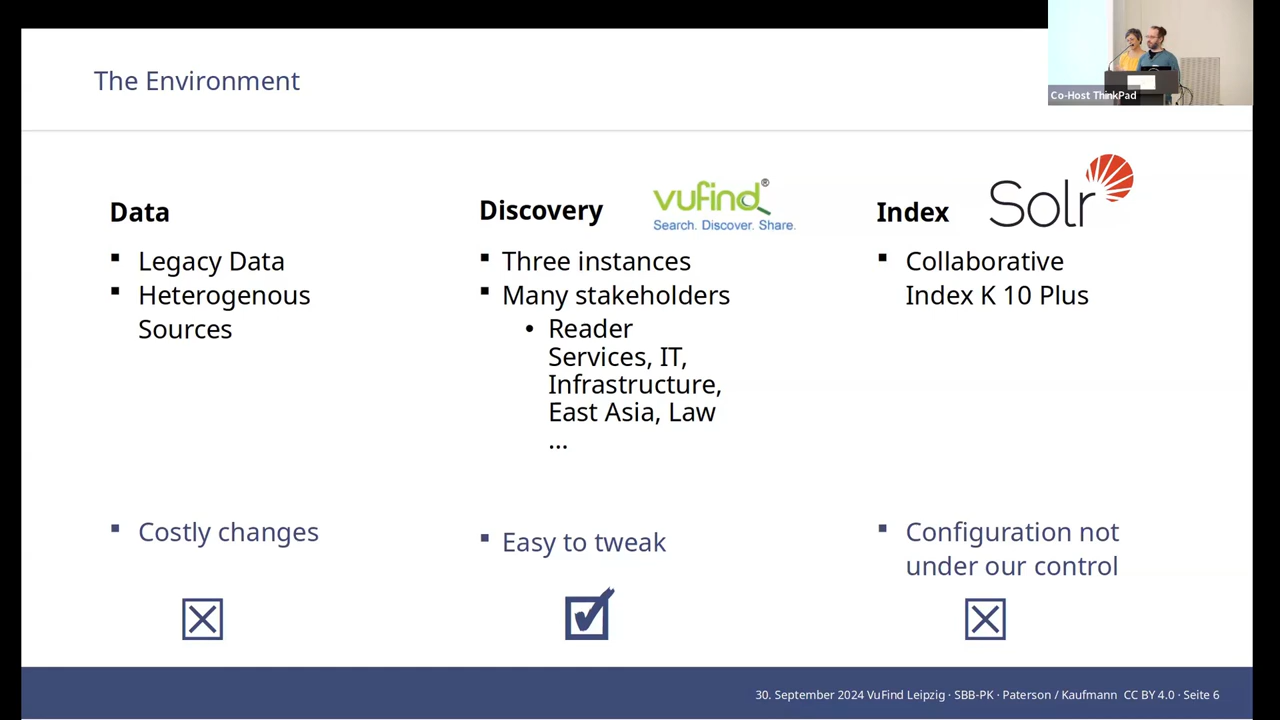 The Environment
Co-Host ThinkPad
Data
▪ Legacy Data
▪ Heterogenous
Sources
▪ Costly changes
Discovery
vufind®
Search. Discover. Share.
▪ Three instances
▪ Many stakeholders
• Reader
Services, IT,
Infrastructure,
East Asia, Law
...
▪ Easy to tweak
Index
Solr
▪ Collaborative
Index K 10 Plus
▪ Configuration not
under our control
30. September 2024 VuFind Leipzig · SBB-PK · Paterson / Kaufmann CC BY 4.0 · Seite 6